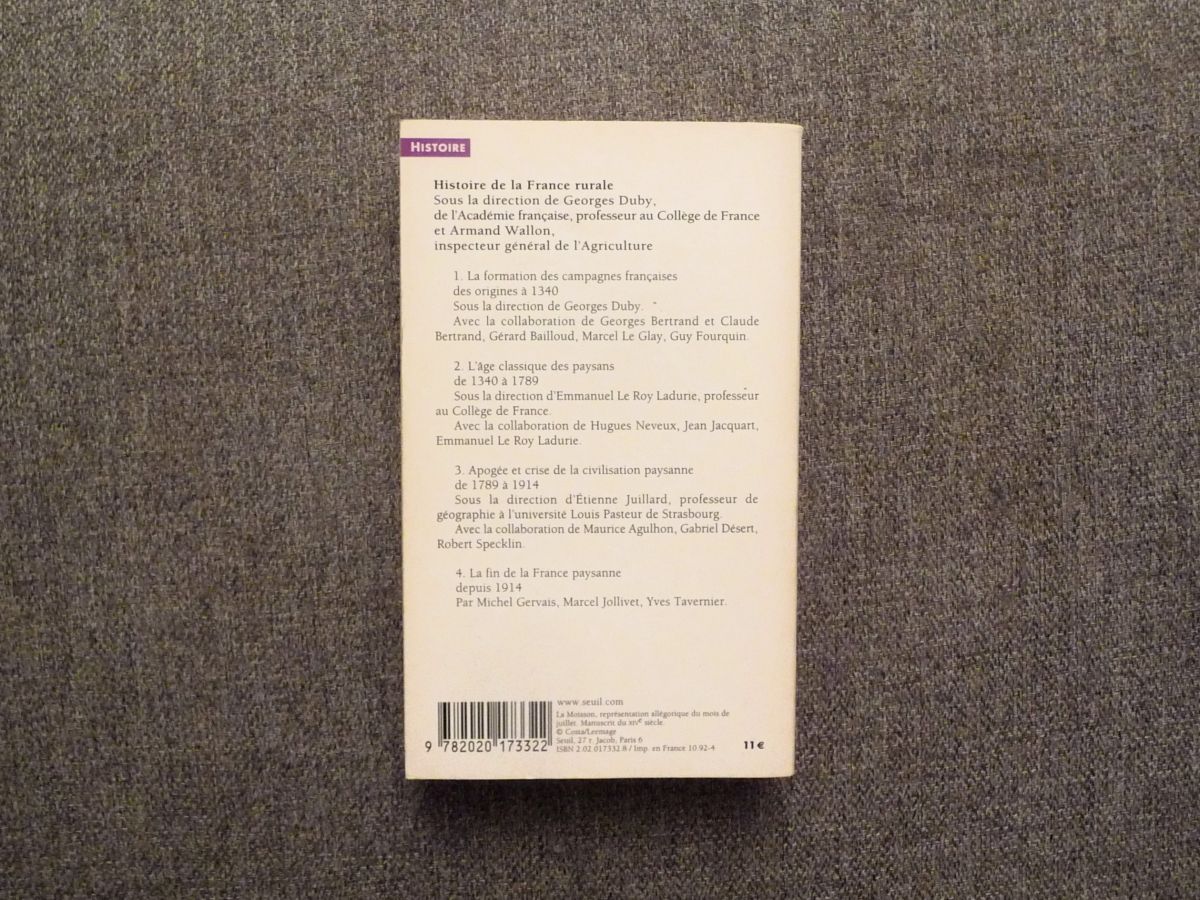 HISTOIRE
Histoire de la France rurale
Sous la direction de Georges Duby,
de l'Académie française, professeur au Collège de France
et Armand Wallon,
inspecteur général de l'Agriculture
1. La formation des campagnes françaises
des origines à 1340
Sous la direction de Georges Duby.
Avec la collaboration de Georges Bertrand et Claude
Bertrand, Gérard Bailloud, Marcel Le Glay, Guy Fourquin.
2. L'âge classique des paysans
de 1340 à 1789
Sous la direction d'Emmanuel Le Roy Ladurie, professeur
au Collège de France.
Avec la collaboration de Hugues Neveux, Jean Jacquart,
Emmanuel Le Roy Ladurie.
3. Apogée et crise de la civilisation paysanne
de 1789 à 1914
Sous la direction d'Étienne Juillard, professeur de
géographie à l'université Louis Pasteur de Strasbourg.
Avec la collaboration de Maurice Agulhon, Gabriel Désert,
Robert Specklin.
4. La fin de la France paysanne
depuis 1914
Par Michel Gervais, Marcel Jollivet, Yves Tavernier.
www.seuil.com
La Moisson, représentation allégorique du mois de
juillet. Manuscrit du XIVe siècle.
© Costa/Leemage
Seuil, 27 r. Jacob, Paris 6
ISBN 2.02.017332.8 / Imp. en France 10.92-4
9 782020 173322
11 €